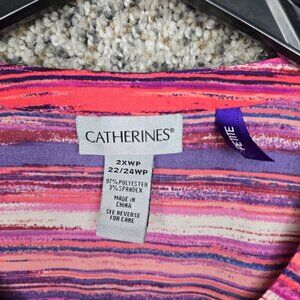 CATHERINES®
2XWP
22/24WP
97% POLYESTER
3% SPANDEX
MADE IN
CHINA
SEE REVERSE
FOR CARE
PETITE